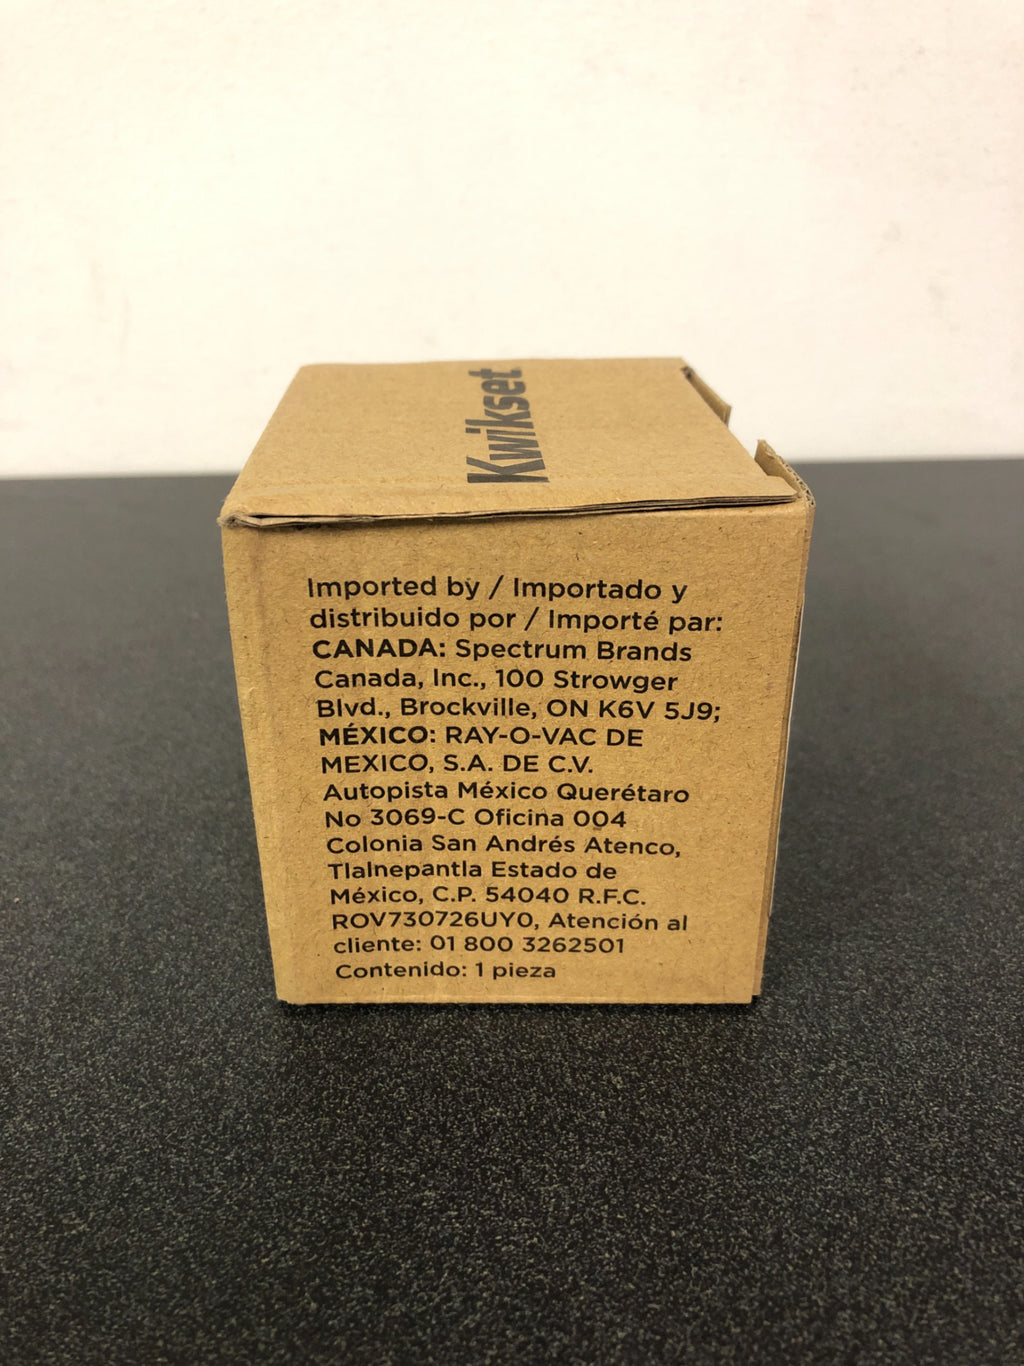 Kwikset
Imported by / Importado y
distribuido por / Importé par:
CANADA: Spectrum Brands
Canada, Inc., 100 Strowger
Blvd., Brockville, ON K6V 5J9;
MÉXICO: RAY-O-VAC DE
MEXICO, S.A. DE C.V.
Autopista México Querétaro
No 3069-C Oficina 004
Colonia San Andrés Atenco,
Tlalnepantla Estado de
México, C.P. 54040 R.F.C.
ROV730726UY0, Atención al
cliente: 01 800 3262501
Contenido: 1 pieza